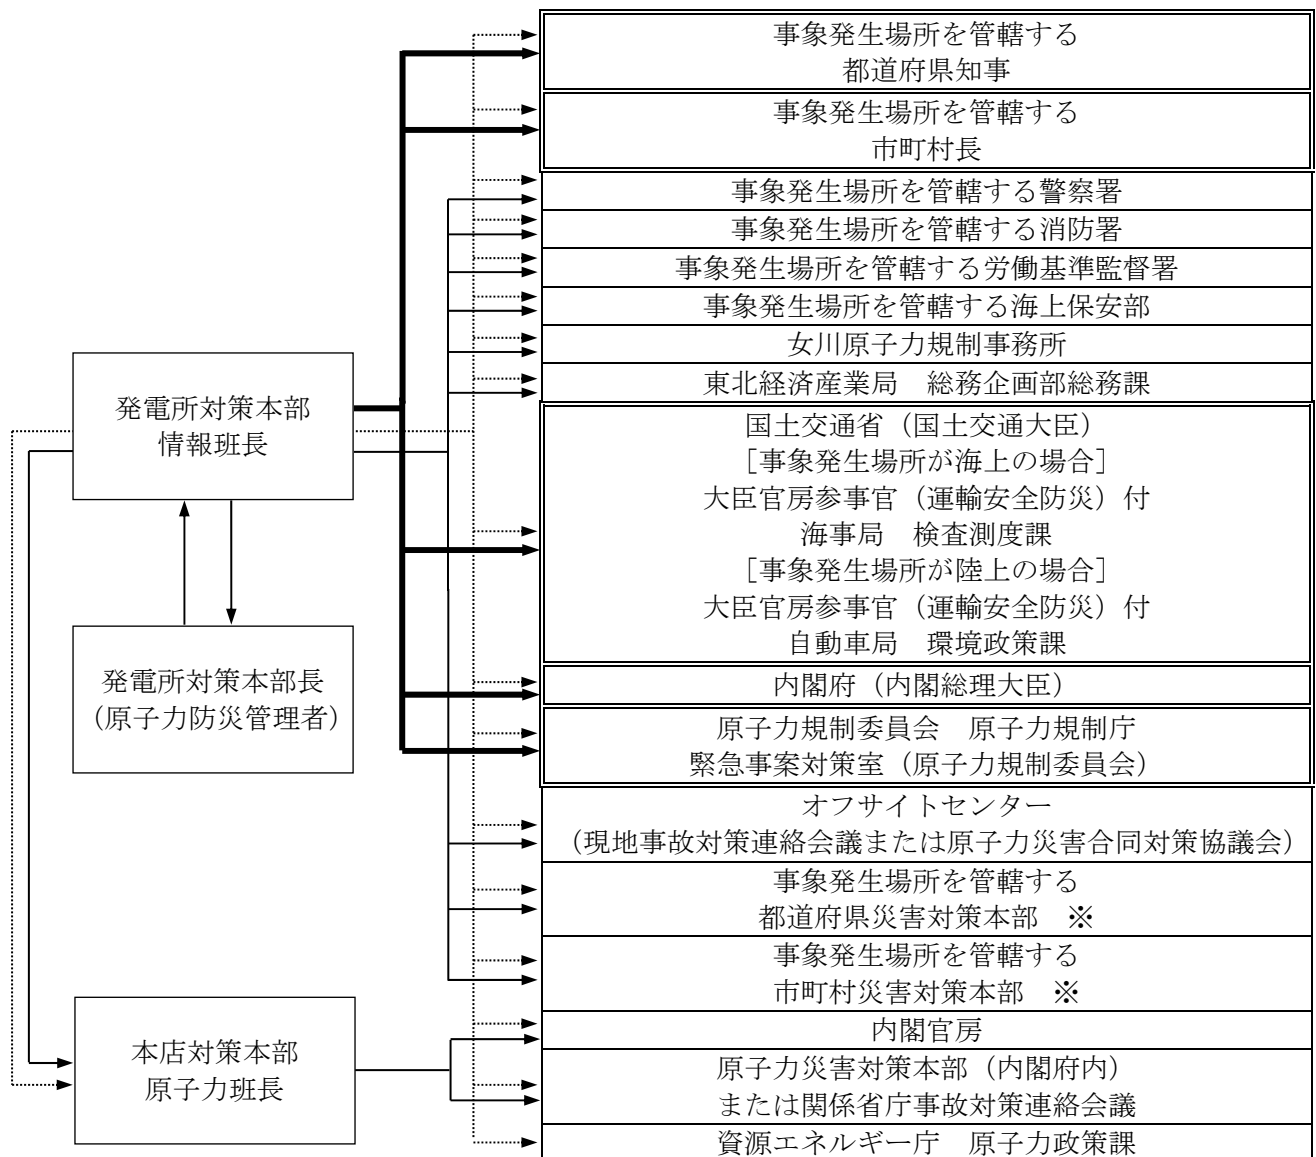 事象発生場所を管轄する
都道府県知事
事象発生場所を管轄する
市町村長
事象発生場所を管轄する警察署
事象発生場所を管轄する消防署
事象発生場所を管轄する労働基準監督署
事象発生場所を管轄する海上保安部
女川原子力規制事務所
東北経済産業局　総務企画部総務課
国土交通省（国土交通大臣）
［事象発生場所が海上の場合］
大臣官房参事官（運輸安全防災）付
海事局　検査測度課
［事象発生場所が陸上の場合］
大臣官房参事官（運輸安全防災）付
自動車局　環境政策課
内閣府（内閣総理大臣）
原子力規制委員会　原子力規制庁
緊急事案対策室（原子力規制委員会）
オフサイトセンター
（現地事故対策連絡会議または原子力災害合同対策協議会）
事象発生場所を管轄する
都道府県災害対策本部　※
事象発生場所を管轄する
市町村災害対策本部　※
内閣官房
原子力災害対策本部（内閣府内）
または関係省庁事故対策連絡会議
資源エネルギー庁　原子力政策課
発電所対策本部
情報班長
発電所対策本部長
（原子力防災管理者）
本店対策本部
原子力班長